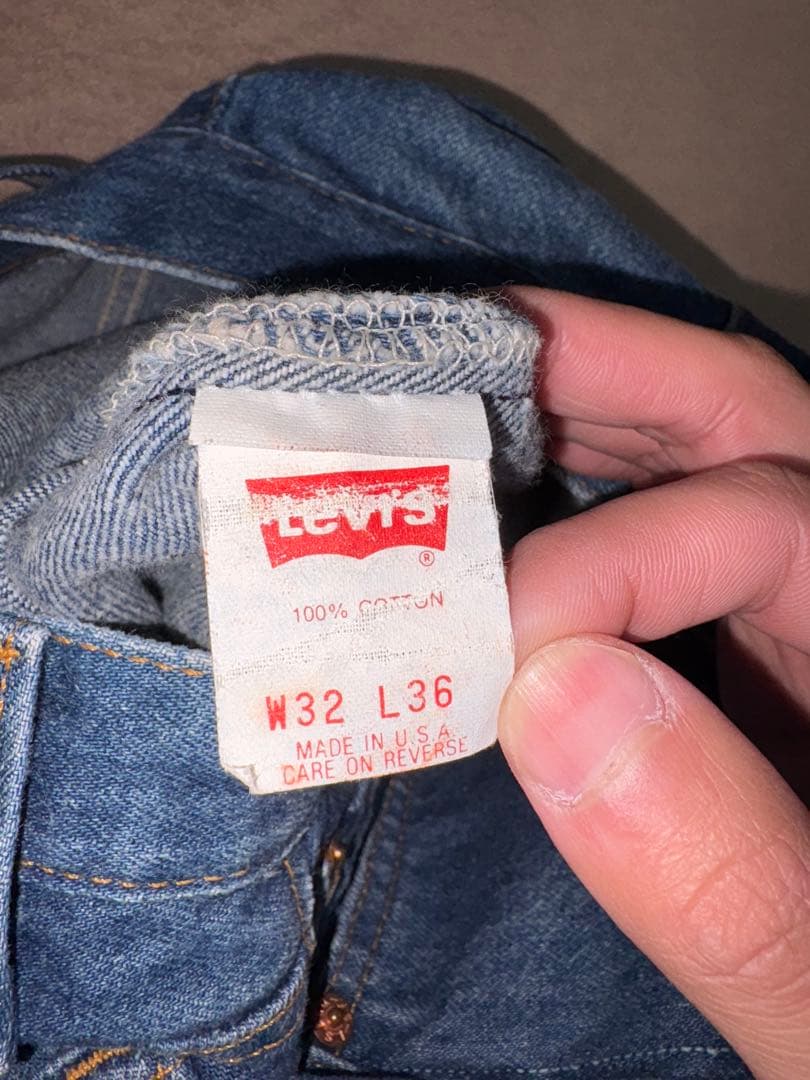 Levi's
®
100% COTTON
W32 L36
MADE IN U.S.A.
CARE ON REVERSE